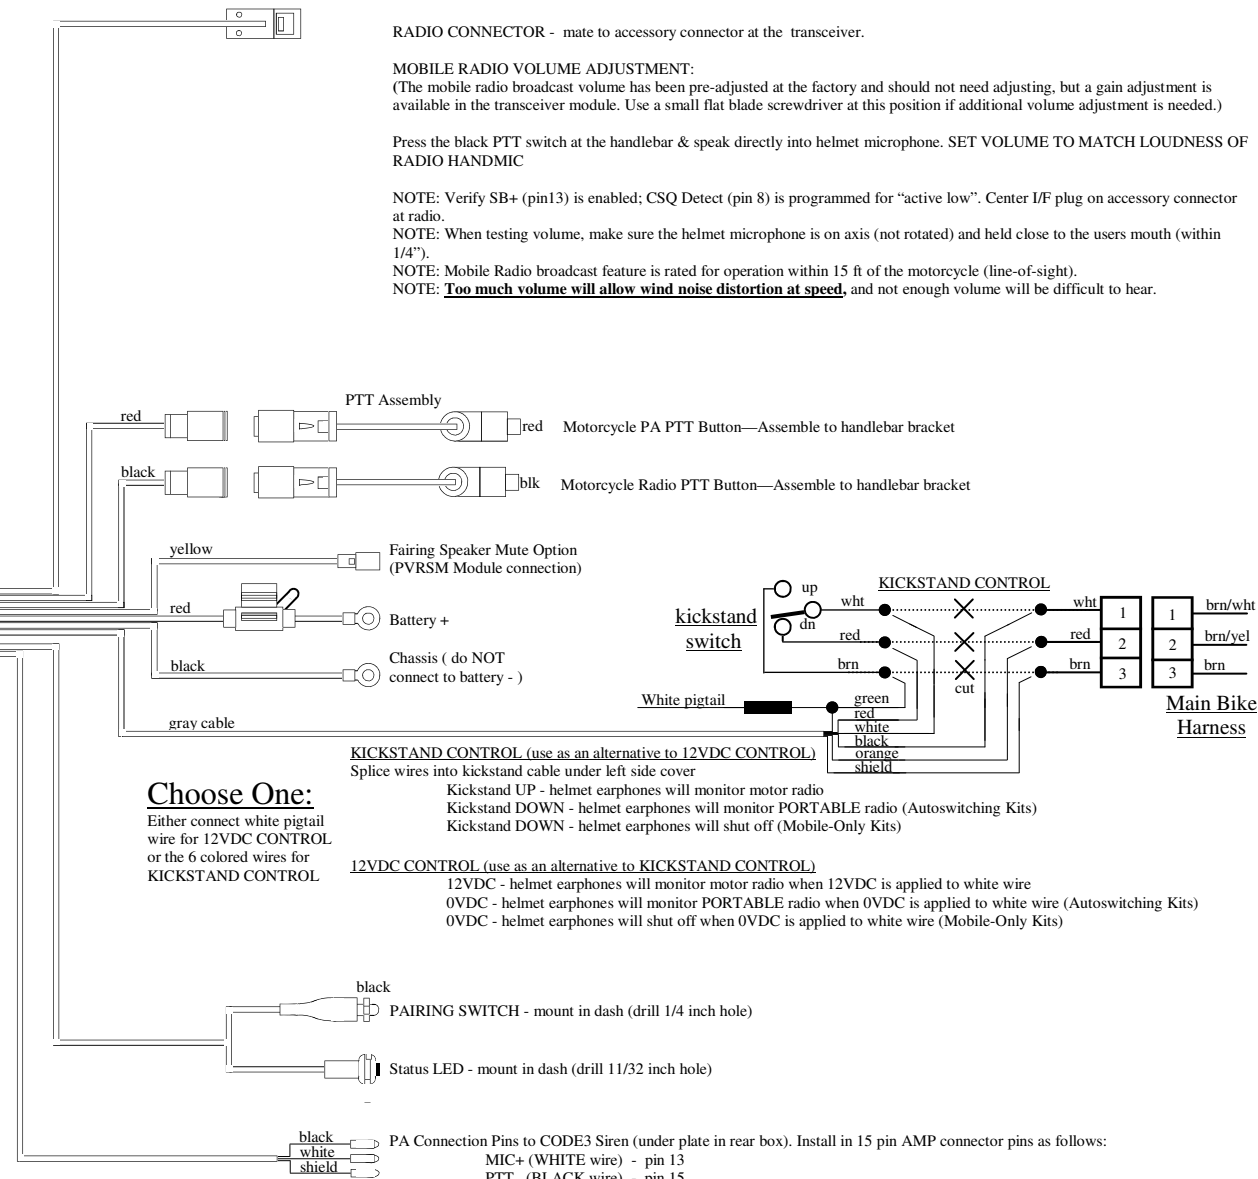 RADIO CONNECTOR - mate to accessory connector at the transceiver.
MOBILE RADIO VOLUME ADJUSTMENT:
(The mobile radio broadcast volume has been pre-adjusted at the factory and should not need adjusting, but a gain adjustment is
available in the transceiver module. Use a small flat blade screwdriver at this position if additional volume adjustment is needed.)
Press the black PTT switch at the handlebar & speak directly into helmet microphone. SET VOLUME TO MATCH LOUDNESS OF
RADIO HANDMIC
NOTE: Verify SB+ (pin13) is enabled; CSQ Detect (pin 8) is programmed for “active low”. Center I/F plug on accessory connector
at radio.
NOTE: When testing volume, make sure the helmet microphone is on axis (not rotated) and held close to the users mouth (within
1/4”).
NOTE: Mobile Radio broadcast feature is rated for operation within 15 ft of the motorcycle (line-of-sight).
NOTE: Too much volume will allow wind noise distortion at speed, and not enough volume will be difficult to hear.
PTT Assembly
red
red
Motorcycle PA PTT Button—Assemble to handlebar bracket
black
blk
Motorcycle Radio PTT Button—Assemble to handlebar bracket
yellow
Fairing Speaker Mute Option
(PVRSM Module connection)
red
Battery +
black
Chassis ( do NOT
connect to battery - )
gray cable
kickstand
switch
up
dn
KICKSTAND CONTROL
wht
red
brn
cut
wht
red
brn
1
2
3
1
2
3
brn/wht
brn/yel
brn
Main Bike
Harness
White pigtail
green
red
white
black
orange
shield
KICKSTAND CONTROL (use as an alternative to 12VDC CONTROL)
Splice wires into kickstand cable under left side cover
Kickstand UP - helmet earphones will monitor motor radio
Kickstand DOWN - helmet earphones will monitor PORTABLE radio (Autoswitching Kits)
Kickstand DOWN - helmet earphones will shut off (Mobile-Only Kits)
Choose One:
Either connect white pigtail
wire for 12VDC CONTROL
or the 6 colored wires for
KICKSTAND CONTROL
12VDC CONTROL (use as an alternative to KICKSTAND CONTROL)
12VDC - helmet earphones will monitor motor radio when 12VDC is applied to white wire
0VDC - helmet earphones will monitor PORTABLE radio when 0VDC is applied to white wire (Autoswitching Kits)
0VDC - helmet earphones will shut off when 0VDC is applied to white wire (Mobile-Only Kits)
black
PAIRING SWITCH - mount in dash (drill 1/4 inch hole)
Status LED - mount in dash (drill 11/32 inch hole)
black
white
shield
PA Connection Pins to CODE3 Siren (under plate in rear box). Install in 15 pin AMP connector pins as follows:
MIC+ (WHITE wire) - pin 13
PTT (BLACK wire) - pin 15